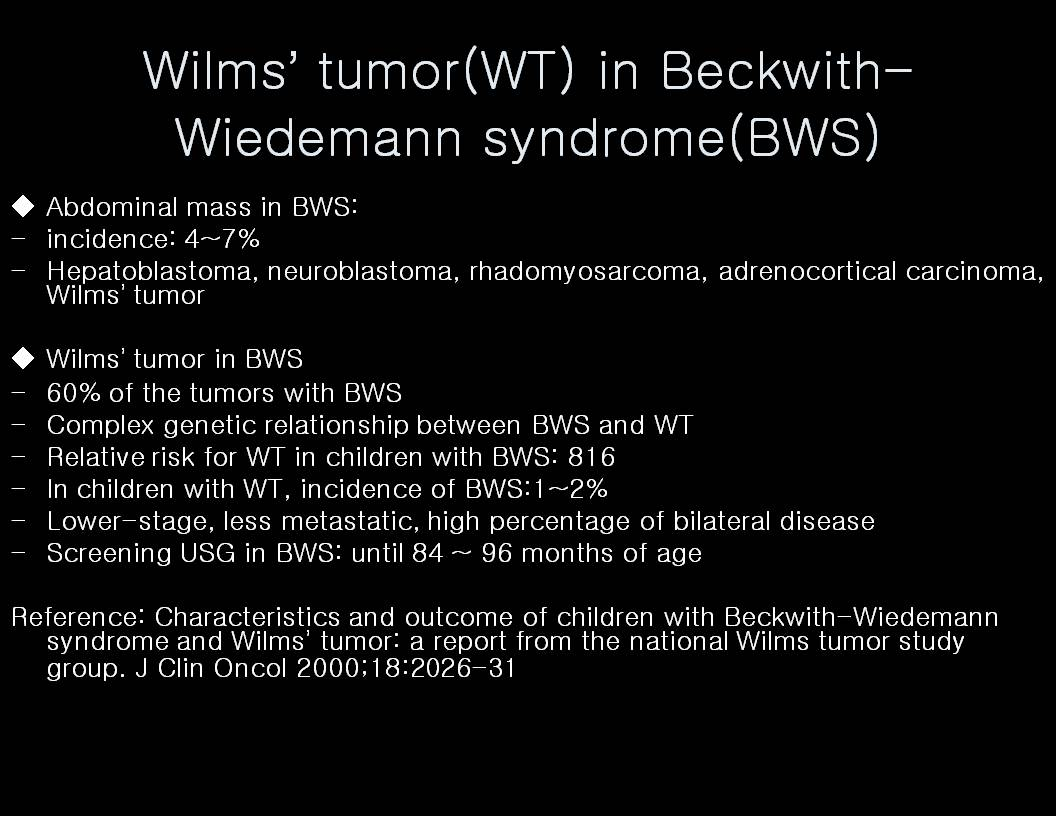 Wilms’ tumor(WT) in Beckwith-
Wiedemann syndrome(BWS)
◆ Abdominal mass in BWS:
- incidence: 4~7%
- Hepatoblastoma, neuroblastoma, rhadomyosarcoma, adrenocortical carcinoma,
Wilms’ tumor
◆ Wilms’ tumor in BWS
- 60% of the tumors with BWS
- Complex genetic relationship between BWS and WT
- Relative risk for WT in children with BWS: 816
- In children with WT, incidence of BWS:1~2%
- Lower-stage, less metastatic, high percentage of bilateral disease
- Screening USG in BWS: until 84 ~ 96 months of age
Reference: Characteristics and outcome of children with Beckwith-Wiedemann
syndrome and Wilms’ tumor: a report from the national Wilms tumor study
group. J Clin Oncol 2000;18:2026-31